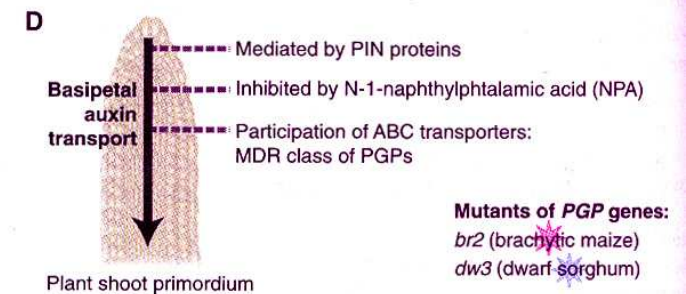 D
Mediated by PIN proteins
Inhibited by N-1-naphthylphtalamic acid (NPA)
Basipetal
auxin
transport
Participation of ABC transporters:
MDR class of PGPs
Mutants of PGP genes:
br2 (brachytic maize)
dw3 (dwarf sorghum)
Plant shoot primordium